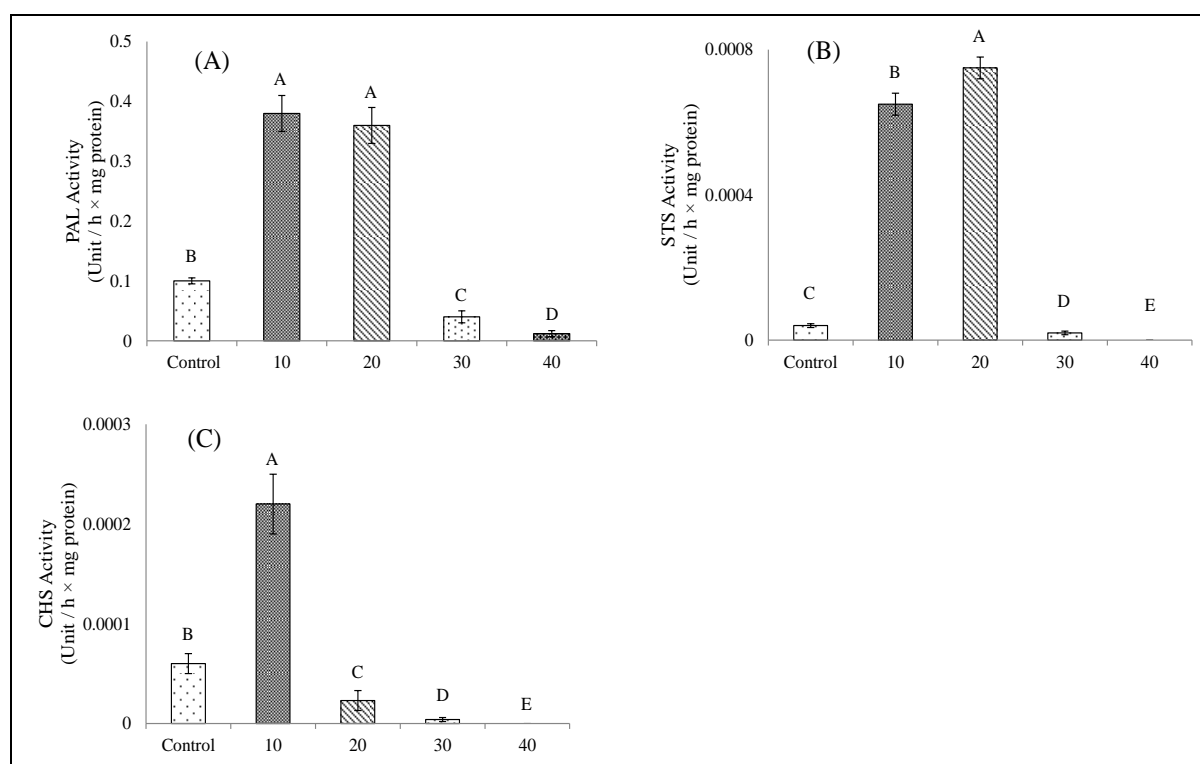 (A)
PAL Activity
(Unit / h × mg protein)
0.5
0.4
0.3
0.2
0.1
0
B
A
A
C
D
Control 10 20 30 40
(B)
STS Activity
(Unit / h × mg protein)
0.0008
0.0004
0
C
B
A
D
E
Control 10 20 30 40
(C)
CHS Activity
(Unit / h × mg protein)
0.0003
0.0002
0.0001
0
B
A
C
D
E
Control 10 20 30 40